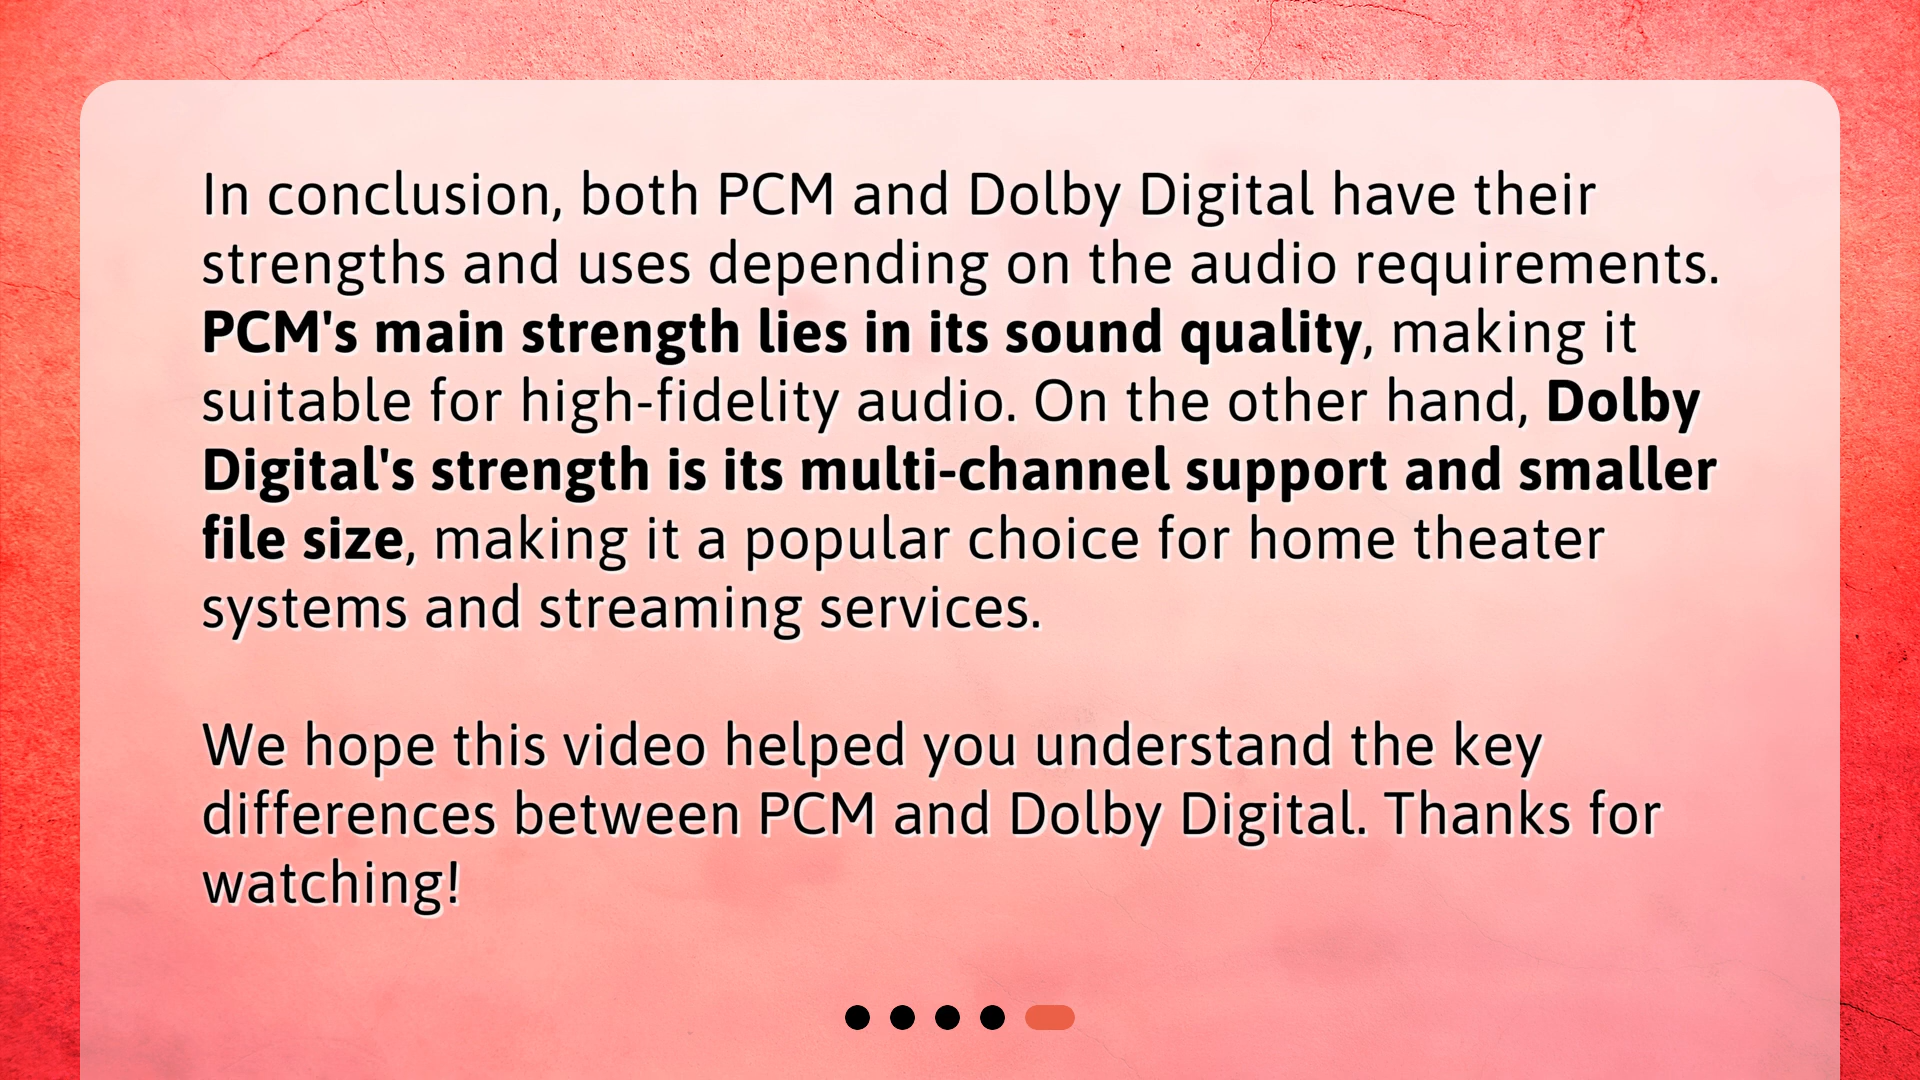 In conclusion, both PCM and Dolby Digital have their
strengths and uses depending on the audio requirements.
PCM's main strength lies in its sound quality, making it
suitable for high-fidelity audio. On the other hand, Dolby
Digital's strength is its multi-channel support and smaller
file size, making it a popular choice for home theater
systems and streaming services.
We hope this video helped you understand the key
differences between PCM and Dolby Digital. Thanks for
watching!